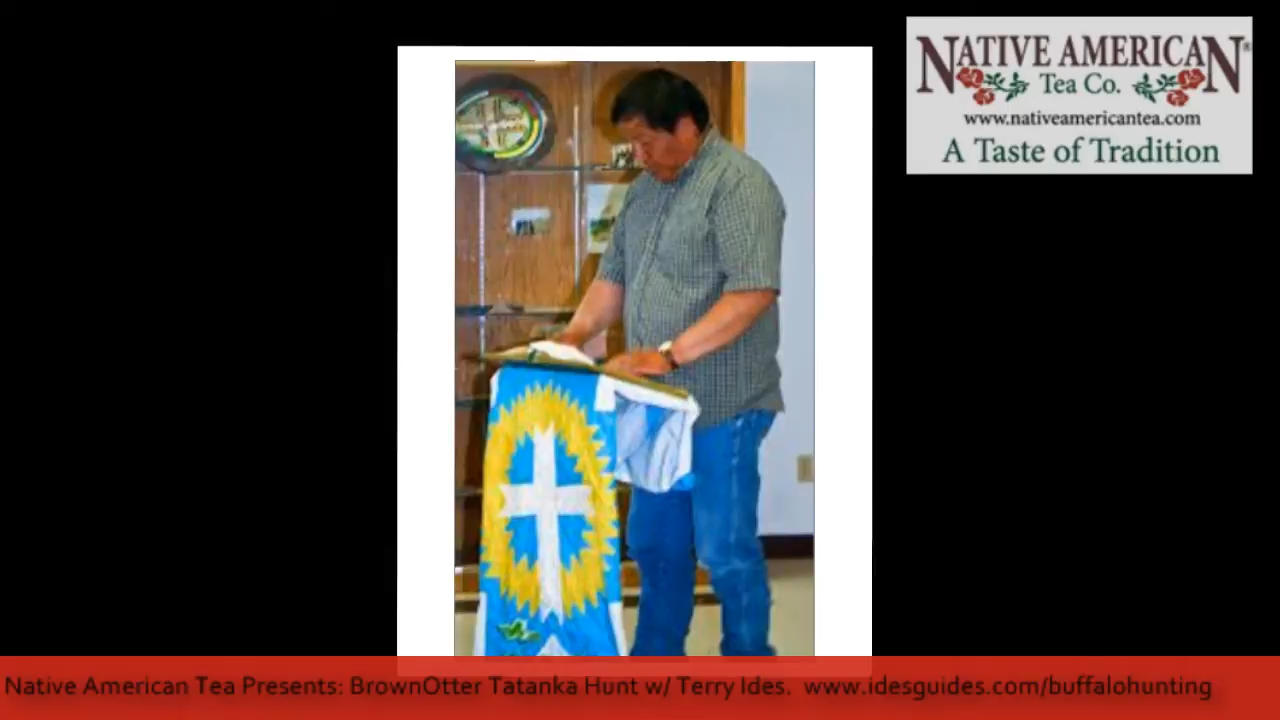 NATIVE AMERICAN®
Tea Co.
www.nativeamericantea.com
A Taste of Tradition
Native American Tea Presents: BrownOtter Tatanka Hunt w/ Terry Ides. www.idesguides.com/buffalohunting